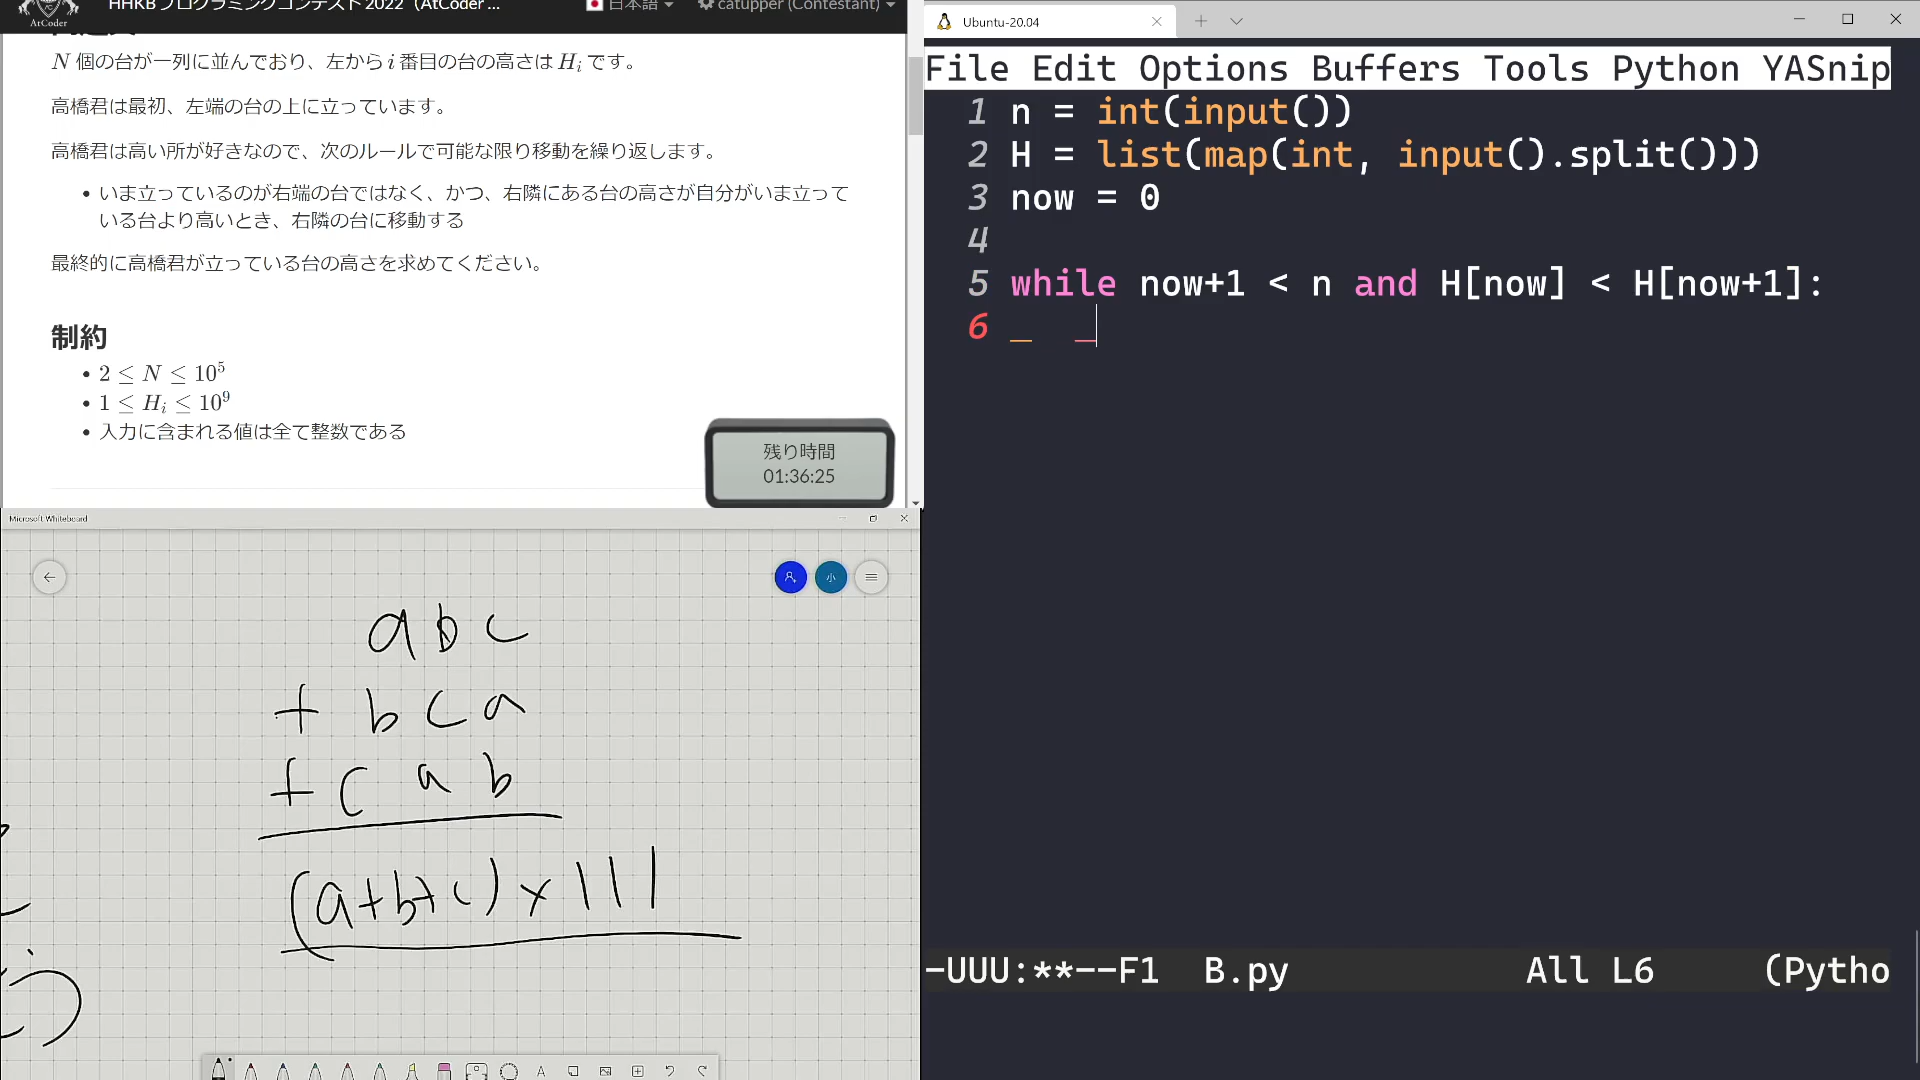 HHKB プログラミングコンテスト 2022（AtCoder ...
日本語
catupper (Contestant)
AtCoder
N 個の台が一列に並んでおり、左から i 番目の台の高さは H_i です。
高橋君は最初、左端の台の上に立っています。
高橋君は高い所が好きなので、次のルールで可能な限り移動を繰り返します。
• いま立っているのが右端の台ではなく、かつ、右隣にある台の高さが自分がいま立って
いる台より高いとき、右隣の台に移動する
最終的に高橋君が立っている台の高さを求めてください。
制約
• 2 ≤ N ≤ 10^5
• 1 ≤ H_i ≤ 10^9
• 入力に含まれる値は全て整数である
残り時間
01:36:25
Microsoft Whiteboard
小
abc
+ bca
+ cab
(a+b+c)×111
Ubuntu-20.04
File Edit Options Buffers Tools Python YASnip
1 n = int(input())
2 H = list(map(int, input().split()))
3 now = 0
4
5 while now+1 < n and H[now] < H[now+1]:
6 _ _
-UUU:**--F1 B.py All L6 (Pytho